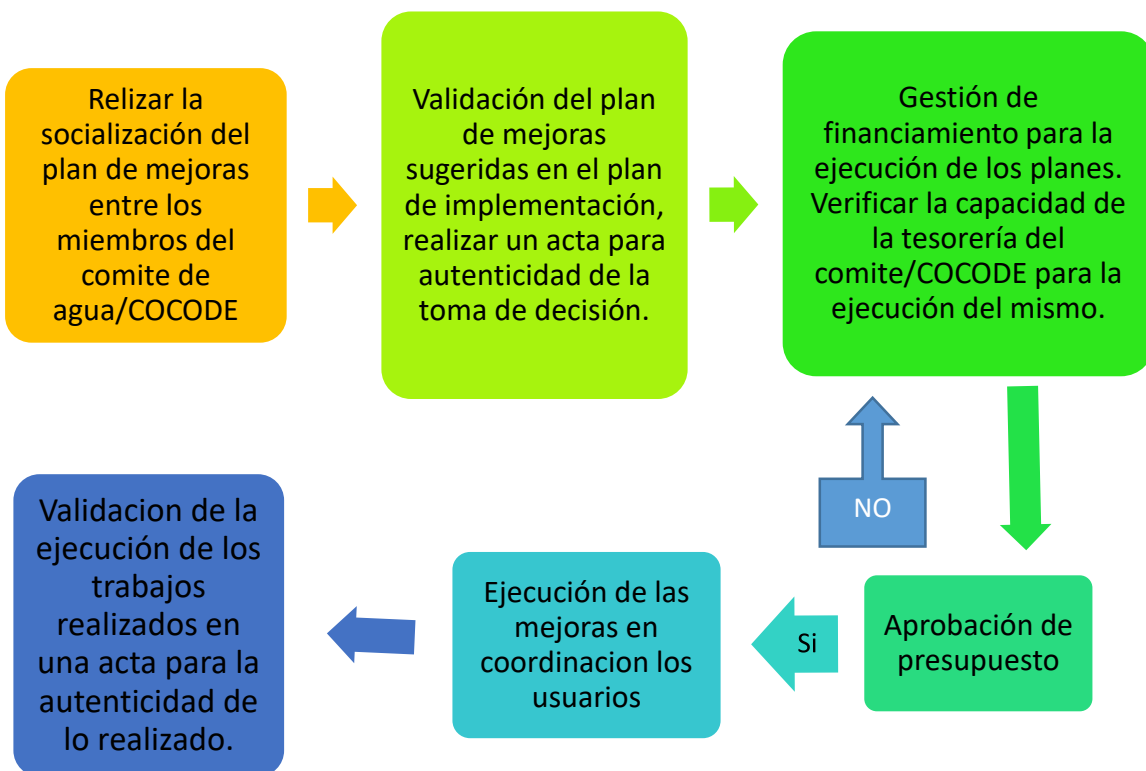 Relizar la
socialización del
plan de mejoras
entre los
miembros del
comite de
agua/COCODE
Validación del plan
de mejoras
sugeridas en el plan
de implementación,
realizar un acta para
autenticidad de la
toma de decisión.
Gestión de
financiamiento para la
ejecución de los planes.
Verificar la capacidad de
la tesorería del
comite/COCODE para la
ejecución del mismo.
NO
Aprobación de
presupuesto
Si
Ejecución de las
mejoras en
coordinacion los
usuarios
Validacion de la
ejecución de los
trabajos
realizados en
una acta para la
autenticidad de
lo realizado.